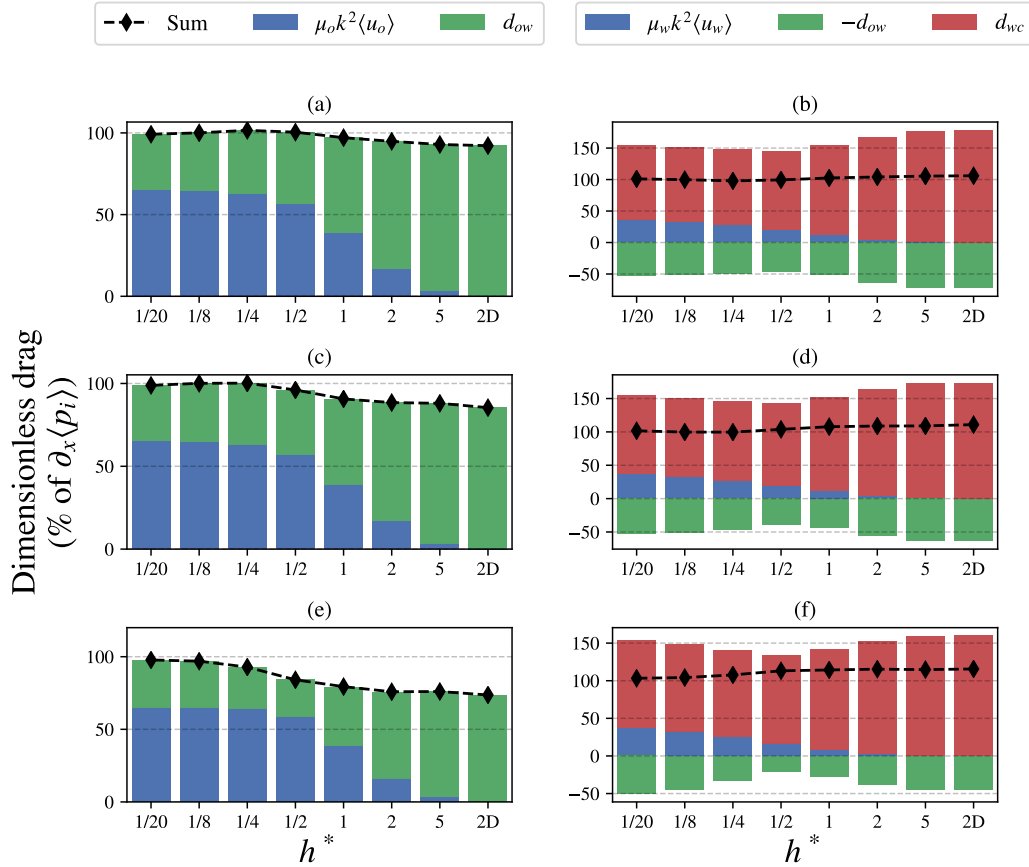 Sum μ_o k²⟨u_o⟩ d_ow
μ_w k²⟨u_w⟩ −d_ow d_wc
Dimensionless drag
(% of ∂_x⟨p_i⟩)
(a)
100
50
0
1/20 1/8 1/4 1/2 1 2 5 2D
(b)
150
100
50
0
−50
1/20 1/8 1/4 1/2 1 2 5 2D
(c)
100
50
0
1/20 1/8 1/4 1/2 1 2 5 2D
(d)
150
100
50
0
−50
1/20 1/8 1/4 1/2 1 2 5 2D
(e)
100
50
0
1/20 1/8 1/4 1/2 1 2 5 2D
h*
(f)
150
100
50
0
−50
1/20 1/8 1/4 1/2 1 2 5 2D
h*